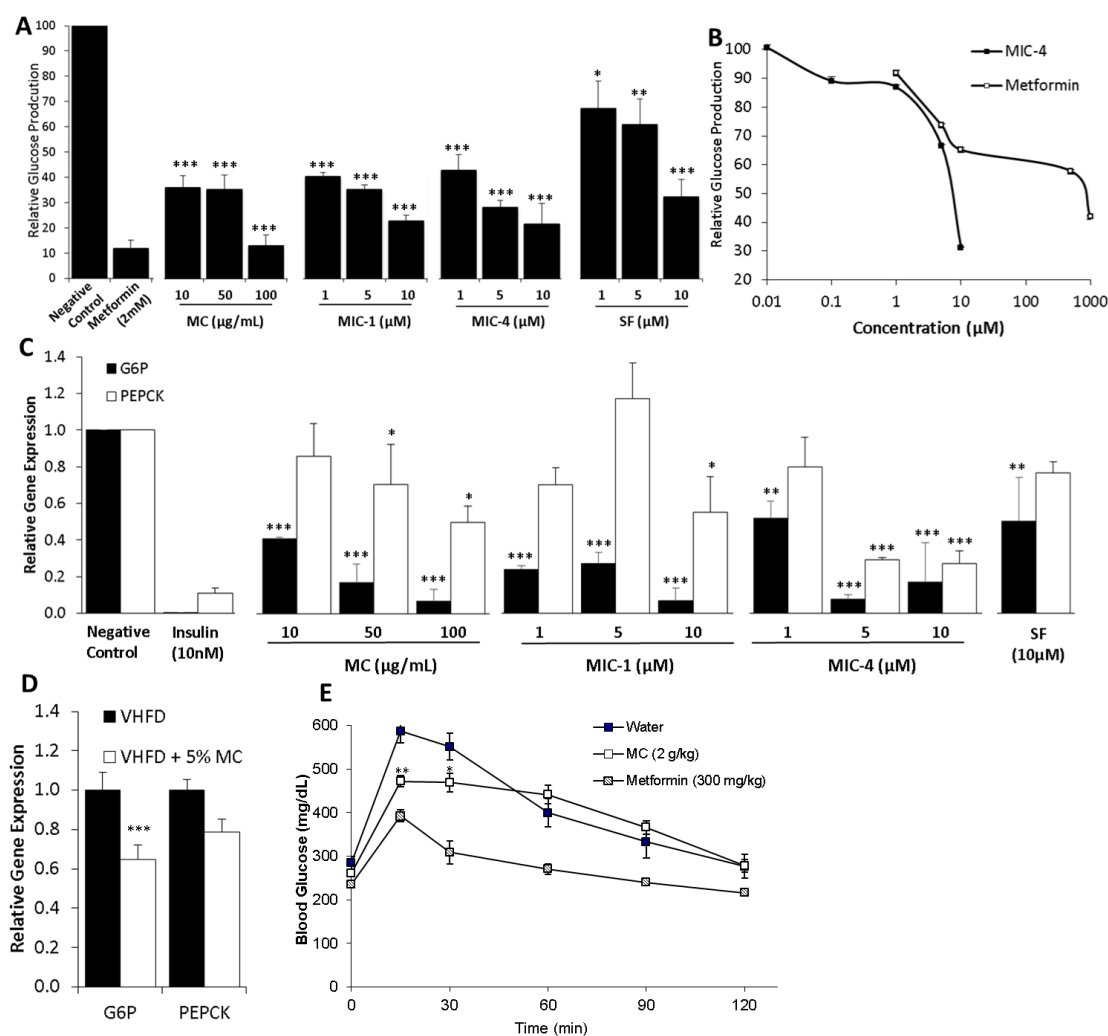 A
Relative Glucose Prodcution
100
90
80
70
60
50
40
30
20
10
0
*** *** ***
*** *** ***
*** *** ***
* ** ***
Negative
Control
Metformin
(2mM)
10 50 100
MC (µg/mL)
1 5 10
MIC-1 (µM)
1 5 10
MIC-4 (µM)
1 5 10
SF (µM)
B
Relative Glucose Production
100
90
80
70
60
50
40
30
20
MIC-4
Metformin
0.01 0.1 1 10 100 1000
Concentration (µM)
C
Relative Gene Expression
1.4
1.2
1.0
0.8
0.6
0.4
0.2
0.0
G6P
PEPCK
*** *** * *** *
*** *** *** *
** *** *** *** ***
**
Negative
Control
Insulin
(10nM)
10 50 100
MC (µg/mL)
1 5 10
MIC-1 (µM)
1 5 10
MIC-4 (µM)
SF
(10µM)
D
Relative Gene Expression
1.4
1.2
1.0
0.8
0.6
0.4
0.2
0.0
VHFD
VHFD + 5% MC
***
G6P PEPCK
E
Blood Glucose (mg/dL)
600
500
400
300
200
100
0
Water
MC (2 g/kg)
Metformin (300 mg/kg)
** *
0 30 60 90 120
Time (min)